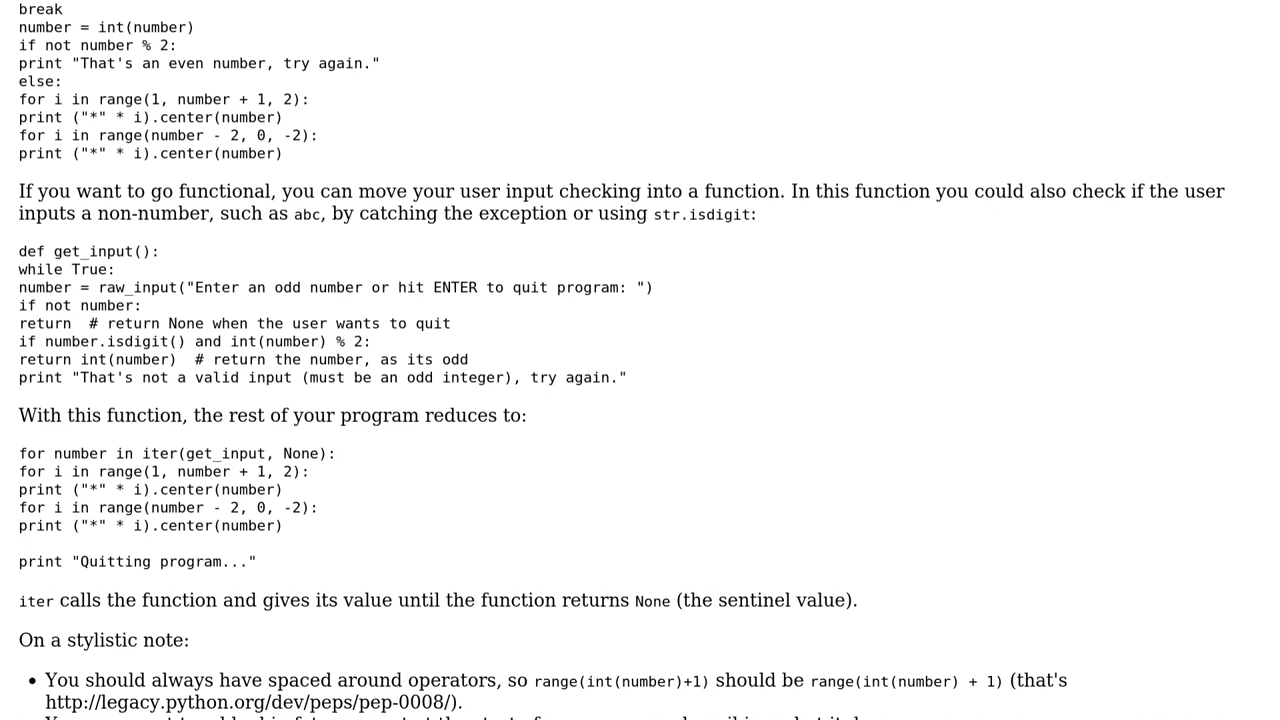 break
number = int(number)
if not number % 2:
print "That's an even number, try again."
else:
for i in range(1, number + 1, 2):
print ("*" * i).center(number)
for i in range(number - 2, 0, -2):
print ("*" * i).center(number)
If you want to go functional, you can move your user input checking into a function. In this function you could also check if the user
inputs a non-number, such as abc, by catching the exception or using str.isdigit:
def get_input():
while True:
number = raw_input("Enter an odd number or hit ENTER to quit program: ")
if not number:
return  # return None when the user wants to quit
if number.isdigit() and int(number) % 2:
return int(number)  # return the number, as its odd
print "That's not a valid input (must be an odd integer), try again."
With this function, the rest of your program reduces to:
for number in iter(get_input, None):
for i in range(1, number + 1, 2):
print ("*" * i).center(number)
for i in range(number - 2, 0, -2):
print ("*" * i).center(number)
print "Quitting program..."
iter calls the function and gives its value until the function returns None (the sentinel value).
On a stylistic note:
• You should always have spaced around operators, so range(int(number)+1) should be range(int(number) + 1) (that's
http://legacy.python.org/dev/peps/pep-0008/).